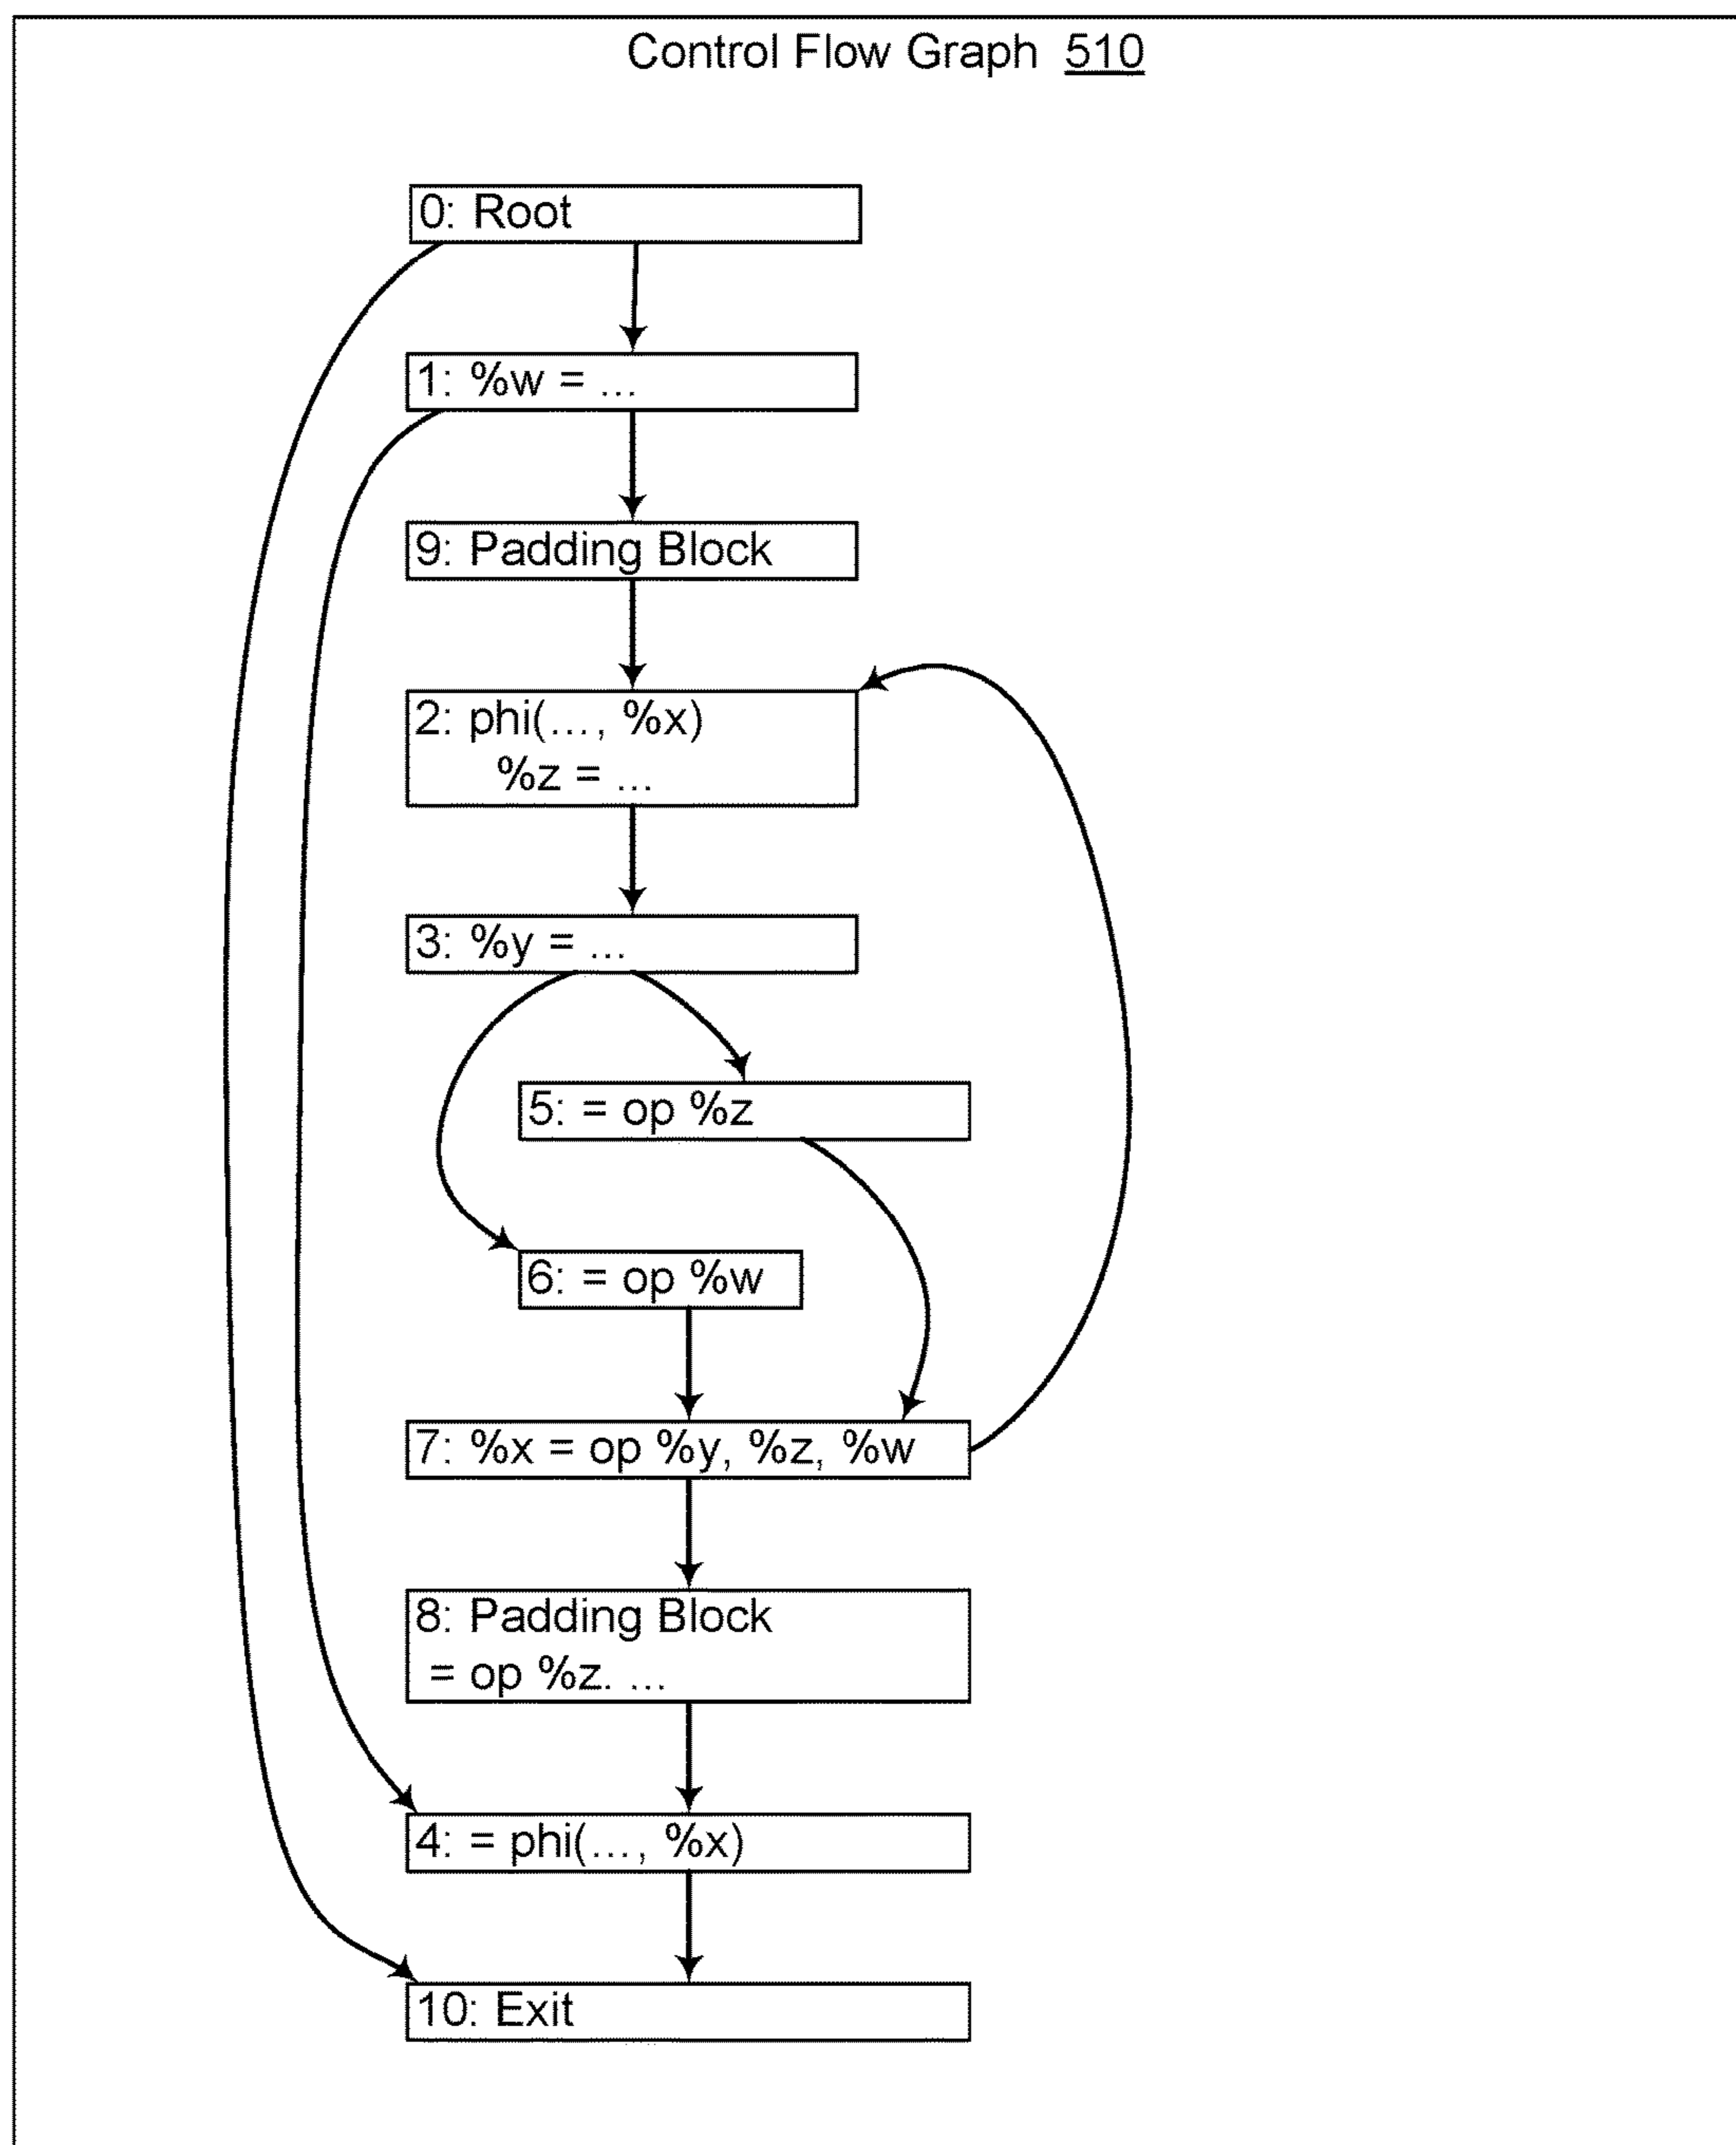 Control Flow Graph 510
0: Root
1: %w = ...
9: Padding Block
2: phi(..., %x)
%z = ...
3: %y = ...
5: = op %z
6: = op %w
7: %x = op %y, %z, %w
8: Padding Block
= op %z. ...
4: = phi(..., %x)
10: Exit